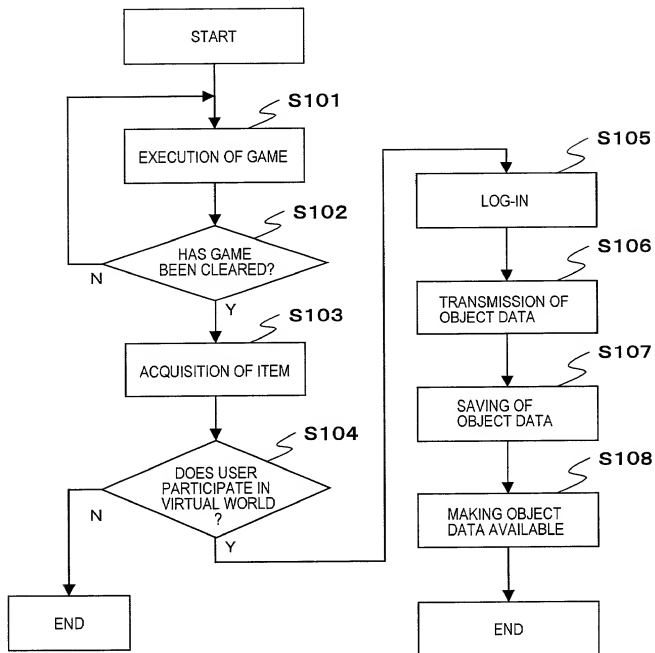 START
S101
EXECUTION OF GAME
S102
HAS GAME
BEEN CLEARED?
N
Y
S103
ACQUISITION OF ITEM
S104
DOES USER
PARTICIPATE IN
VIRTUAL WORLD
?
N
Y
END
S105
LOG-IN
S106
TRANSMISSION OF
OBJECT DATA
S107
SAVING OF
OBJECT DATA
S108
MAKING OBJECT
DATA AVAILABLE
END